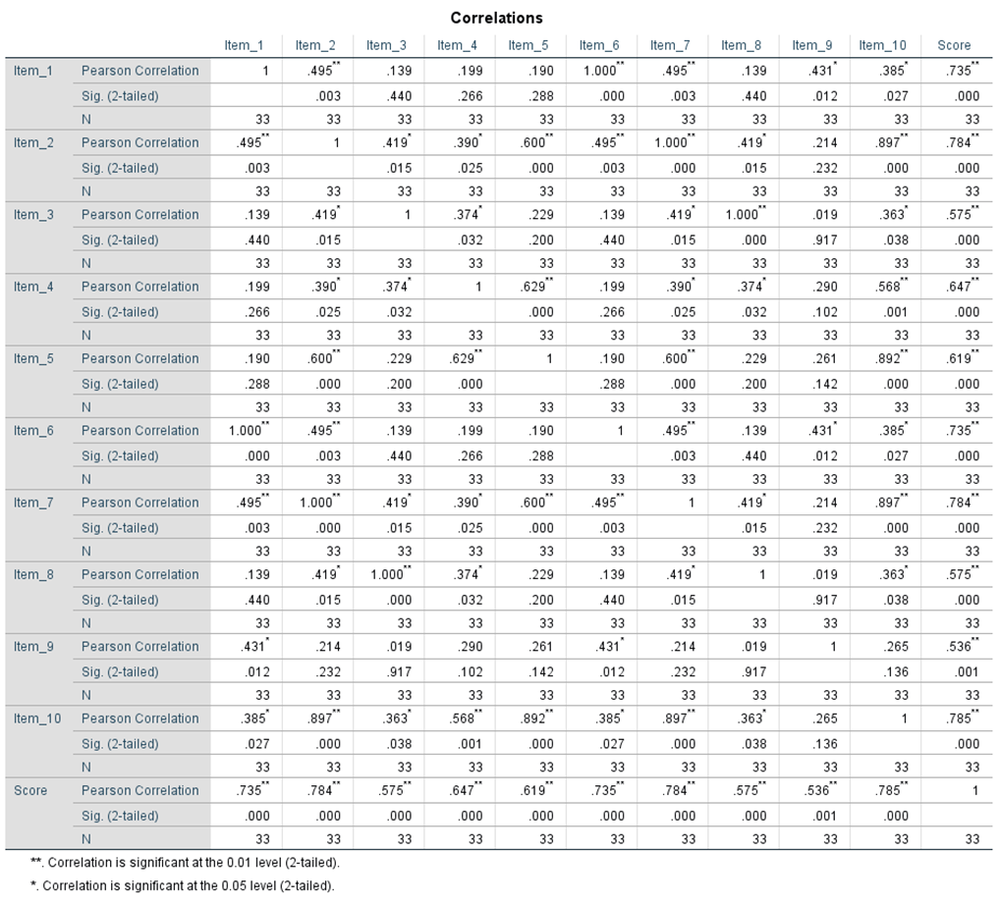 Correlations
Item_1 Item_2 Item_3 Item_4 Item_5 Item_6 Item_7 Item_8 Item_9 Item_10 Score
Item_1 Pearson Correlation 1 .495** .139 .199 .190 1.000** .495** .139 .431* .385* .735**
Sig. (2-tailed) .003 .440 .266 .288 .000 .003 .440 .012 .027 .000
N 33 33 33 33 33 33 33 33 33 33 33
Item_2 Pearson Correlation .495** 1 .419* .390* .600** .495** 1.000** .419* .214 .897** .784**
Sig. (2-tailed) .003 .015 .025 .000 .003 .000 .015 .232 .000 .000
N 33 33 33 33 33 33 33 33 33 33 33
Item_3 Pearson Correlation .139 .419* 1 .374* .229 .139 .419* 1.000** .019 .363* .575**
Sig. (2-tailed) .440 .015 .032 .200 .440 .015 .000 .917 .038 .000
N 33 33 33 33 33 33 33 33 33 33 33
Item_4 Pearson Correlation .199 .390* .374* 1 .629** .199 .390* .374* .290 .568** .647**
Sig. (2-tailed) .266 .025 .032 .000 .266 .025 .032 .102 .001 .000
N 33 33 33 33 33 33 33 33 33 33 33
Item_5 Pearson Correlation .190 .600** .229 .629** 1 .190 .600** .229 .261 .892** .619**
Sig. (2-tailed) .288 .000 .200 .000 .288 .000 .200 .142 .000 .000
N 33 33 33 33 33 33 33 33 33 33 33
Item_6 Pearson Correlation 1.000** .495** .139 .199 .190 1 .495** .139 .431* .385* .735**
Sig. (2-tailed) .000 .003 .440 .266 .288 .003 .440 .012 .027 .000
N 33 33 33 33 33 33 33 33 33 33 33
Item_7 Pearson Correlation .495** 1.000** .419* .390* .600** .495** 1 .419* .214 .897** .784**
Sig. (2-tailed) .003 .000 .015 .025 .000 .003 .015 .232 .000 .000
N 33 33 33 33 33 33 33 33 33 33 33
Item_8 Pearson Correlation .139 .419* 1.000** .374* .229 .139 .419* 1 .019 .363* .575**
Sig. (2-tailed) .440 .015 .000 .032 .200 .440 .015 .917 .038 .000
N 33 33 33 33 33 33 33 33 33 33 33
Item_9 Pearson Correlation .431* .214 .019 .290 .261 .431* .214 .019 1 .265 .536**
Sig. (2-tailed) .012 .232 .917 .102 .142 .012 .232 .917 .136 .001
N 33 33 33 33 33 33 33 33 33 33 33
Item_10 Pearson Correlation .385* .897** .363* .568** .892** .385* .897** .363* .265 1 .785**
Sig. (2-tailed) .027 .000 .038 .001 .000 .027 .000 .038 .136 .000
N 33 33 33 33 33 33 33 33 33 33 33
Score Pearson Correlation .735** .784** .575** .647** .619** .735** .784** .575** .536** .785** 1
Sig. (2-tailed) .000 .000 .000 .000 .000 .000 .000 .000 .001 .000
N 33 33 33 33 33 33 33 33 33 33 33
**. Correlation is significant at the 0.01 level (2-tailed).
*. Correlation is significant at the 0.05 level (2-tailed).